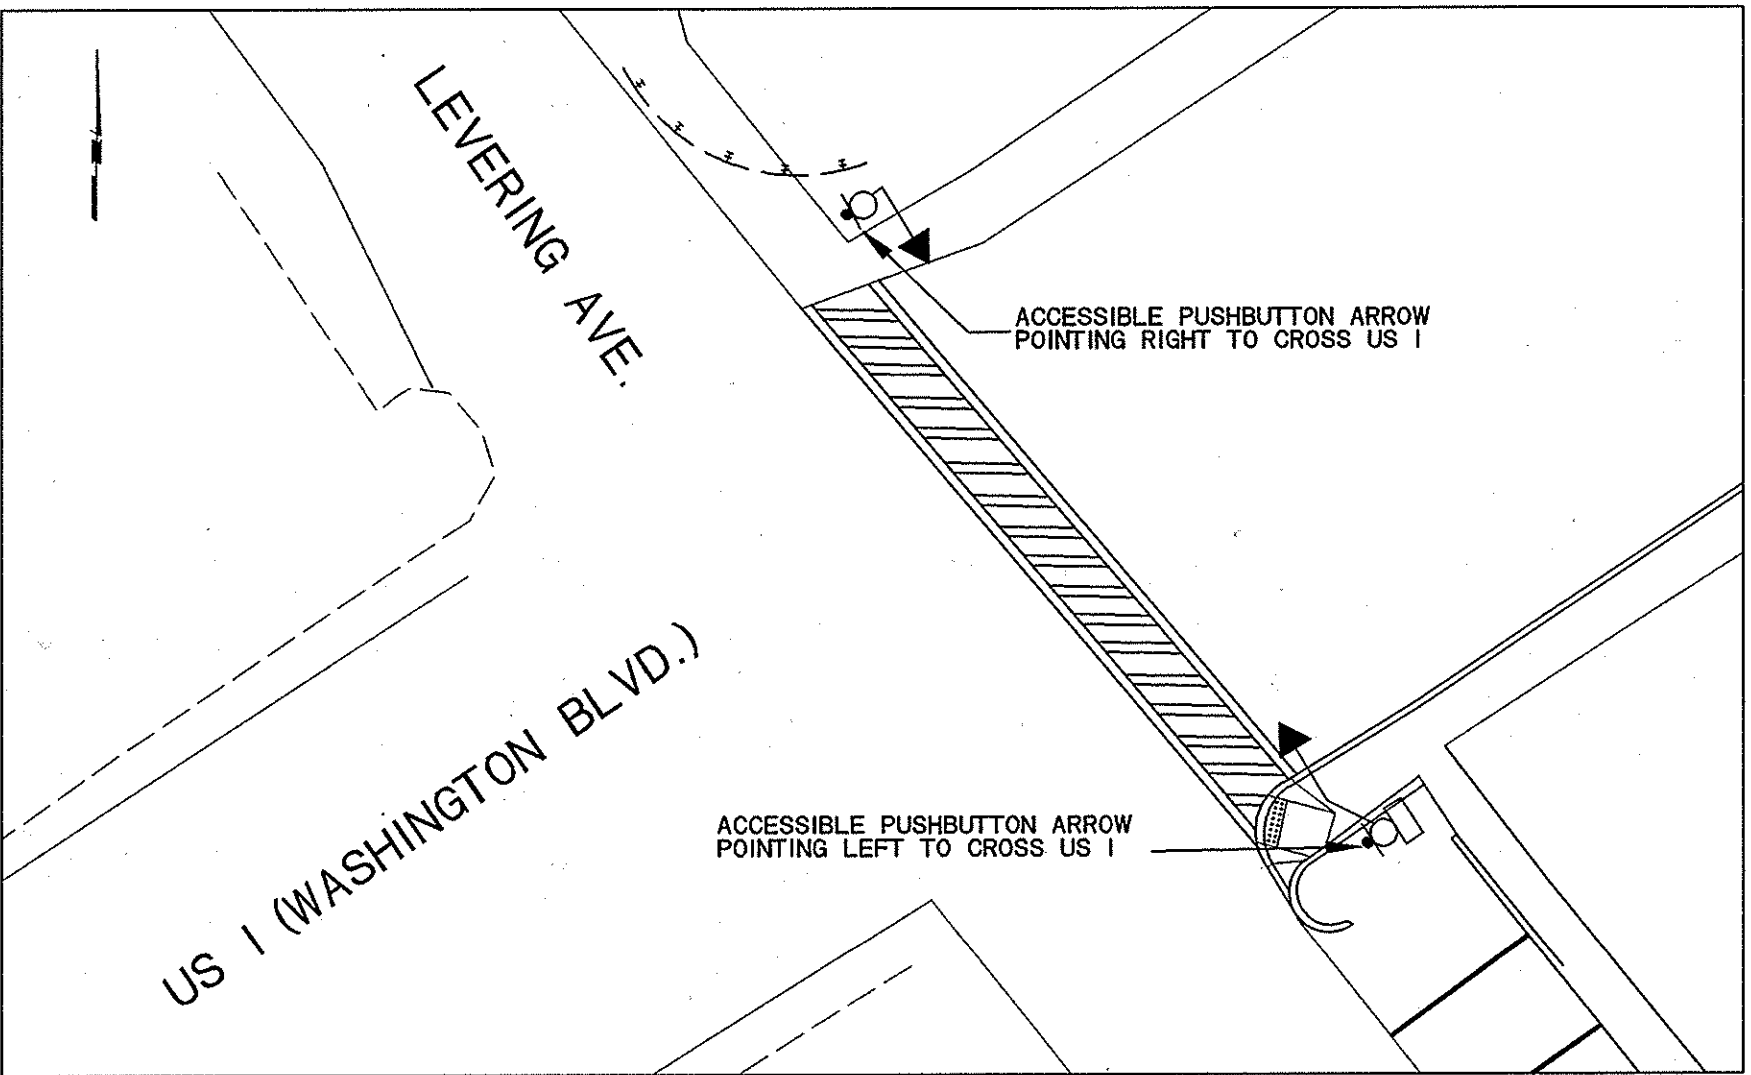 LEVERING AVE.
ACCESSIBLE PUSHBUTTON ARROW
POINTING RIGHT TO CROSS US 1
US 1 (WASHINGTON BLVD.)
ACCESSIBLE PUSHBUTTON ARROW
POINTING LEFT TO CROSS US 1